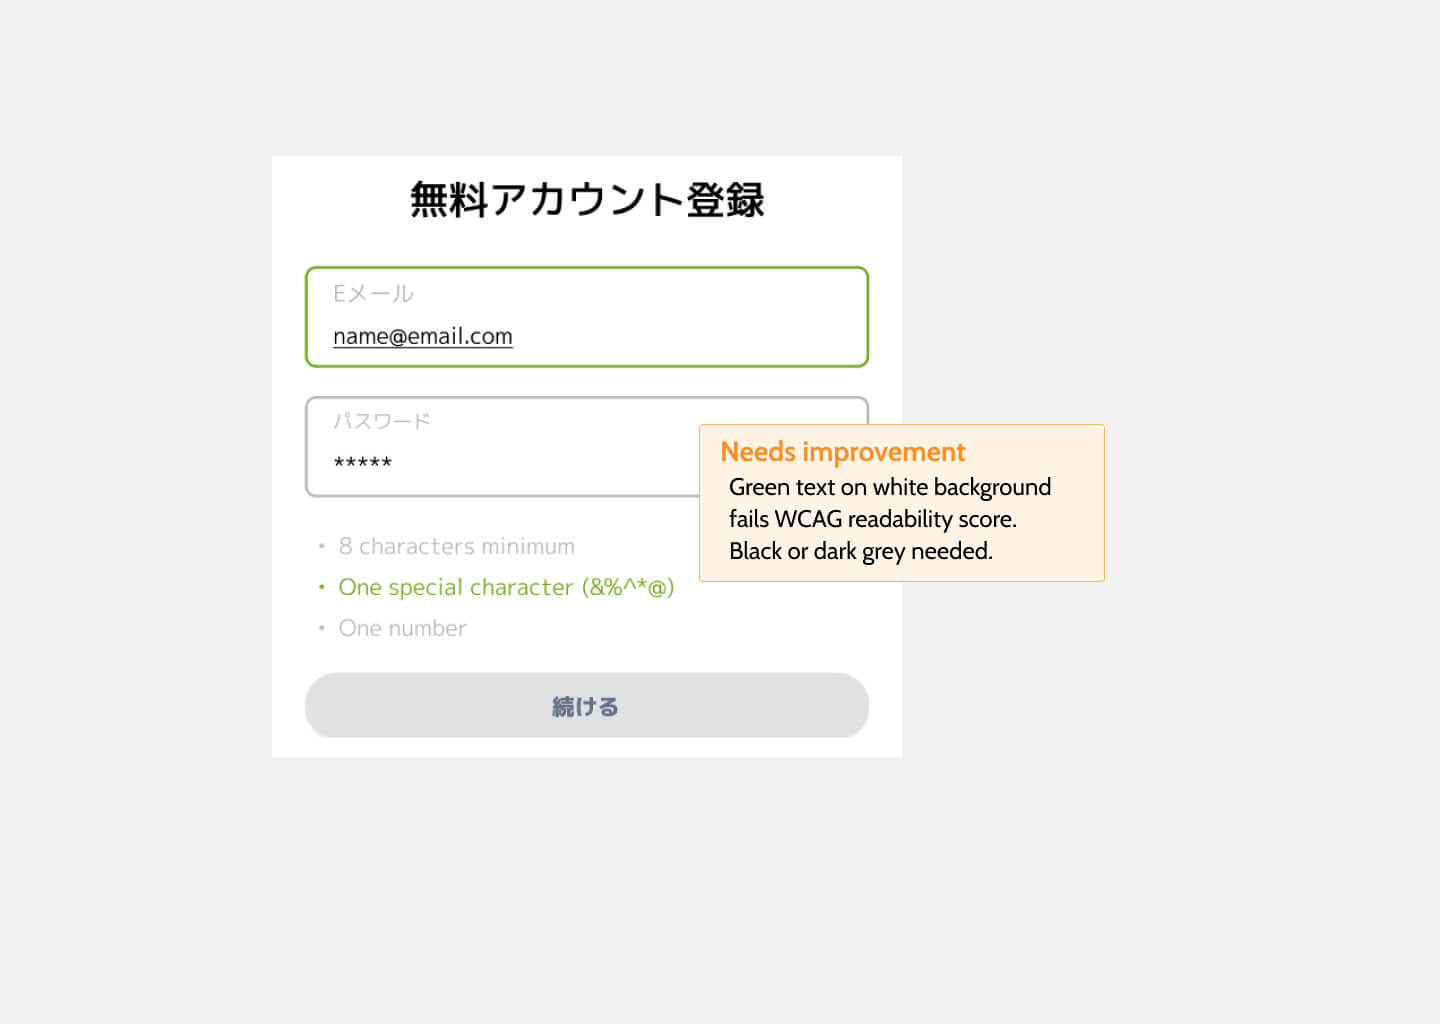 無料アカウント登録
Eメール
name@email.com
パスワード
*****
Needs improvement
Green text on white background
fails WCAG readability score.
Black or dark grey needed.
• 8 characters minimum
• One special character (&%^*@)
• One number
続ける